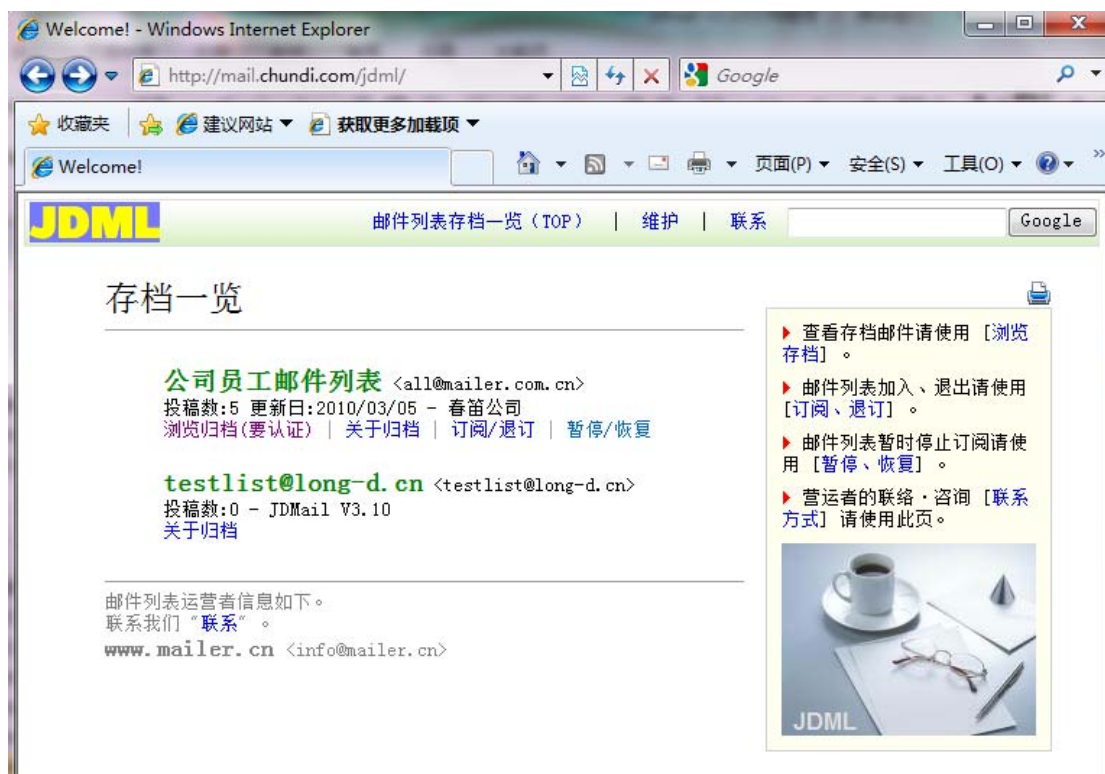 Welcome! - Windows Internet Explorer
http://mail.chundi.com/jdml/
Google
收藏夹 建议网站 获取更多加载项
Welcome! 页面(P) 安全(S) 工具(O) »
JDML 邮件列表存档一览（TOP） | 维护 | 联系 Google
存档一览
公司员工邮件列表 <all@mailer.com.cn>
投稿数:5 更新日:2010/03/05 - 春笛公司
浏览归档(要认证) | 关于归档 | 订阅/退订 | 暂停/恢复
testlist@long-d.cn <testlist@long-d.cn>
投稿数:0 - JDMail V3.10
关于归档
邮件列表运营者信息如下。
联系我们“联系”。
www.mailer.cn <info@mailer.cn>
查看存档邮件请使用 [浏览
存档] 。
邮件列表加入、退出请使用
[订阅、退订] 。
邮件列表暂时停止订阅请使
用 [暂停、恢复] 。
营运者的联络・咨询 [联系
方式] 请使用此页。
JDML